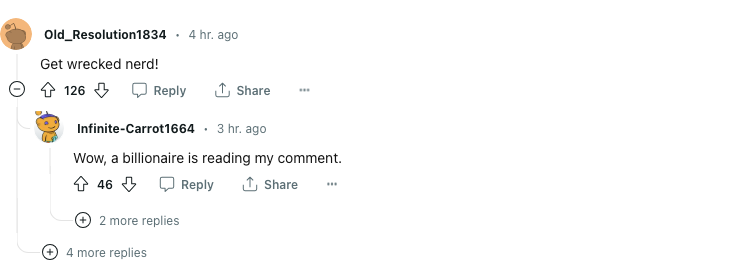 Old_Resolution1834 • 4 hr. ago
Get wrecked nerd!
126 Reply Share ...
Infinite-Carrot1664 • 3 hr. ago
Wow, a billionaire is reading my comment.
46 Reply Share ...
2 more replies
4 more replies